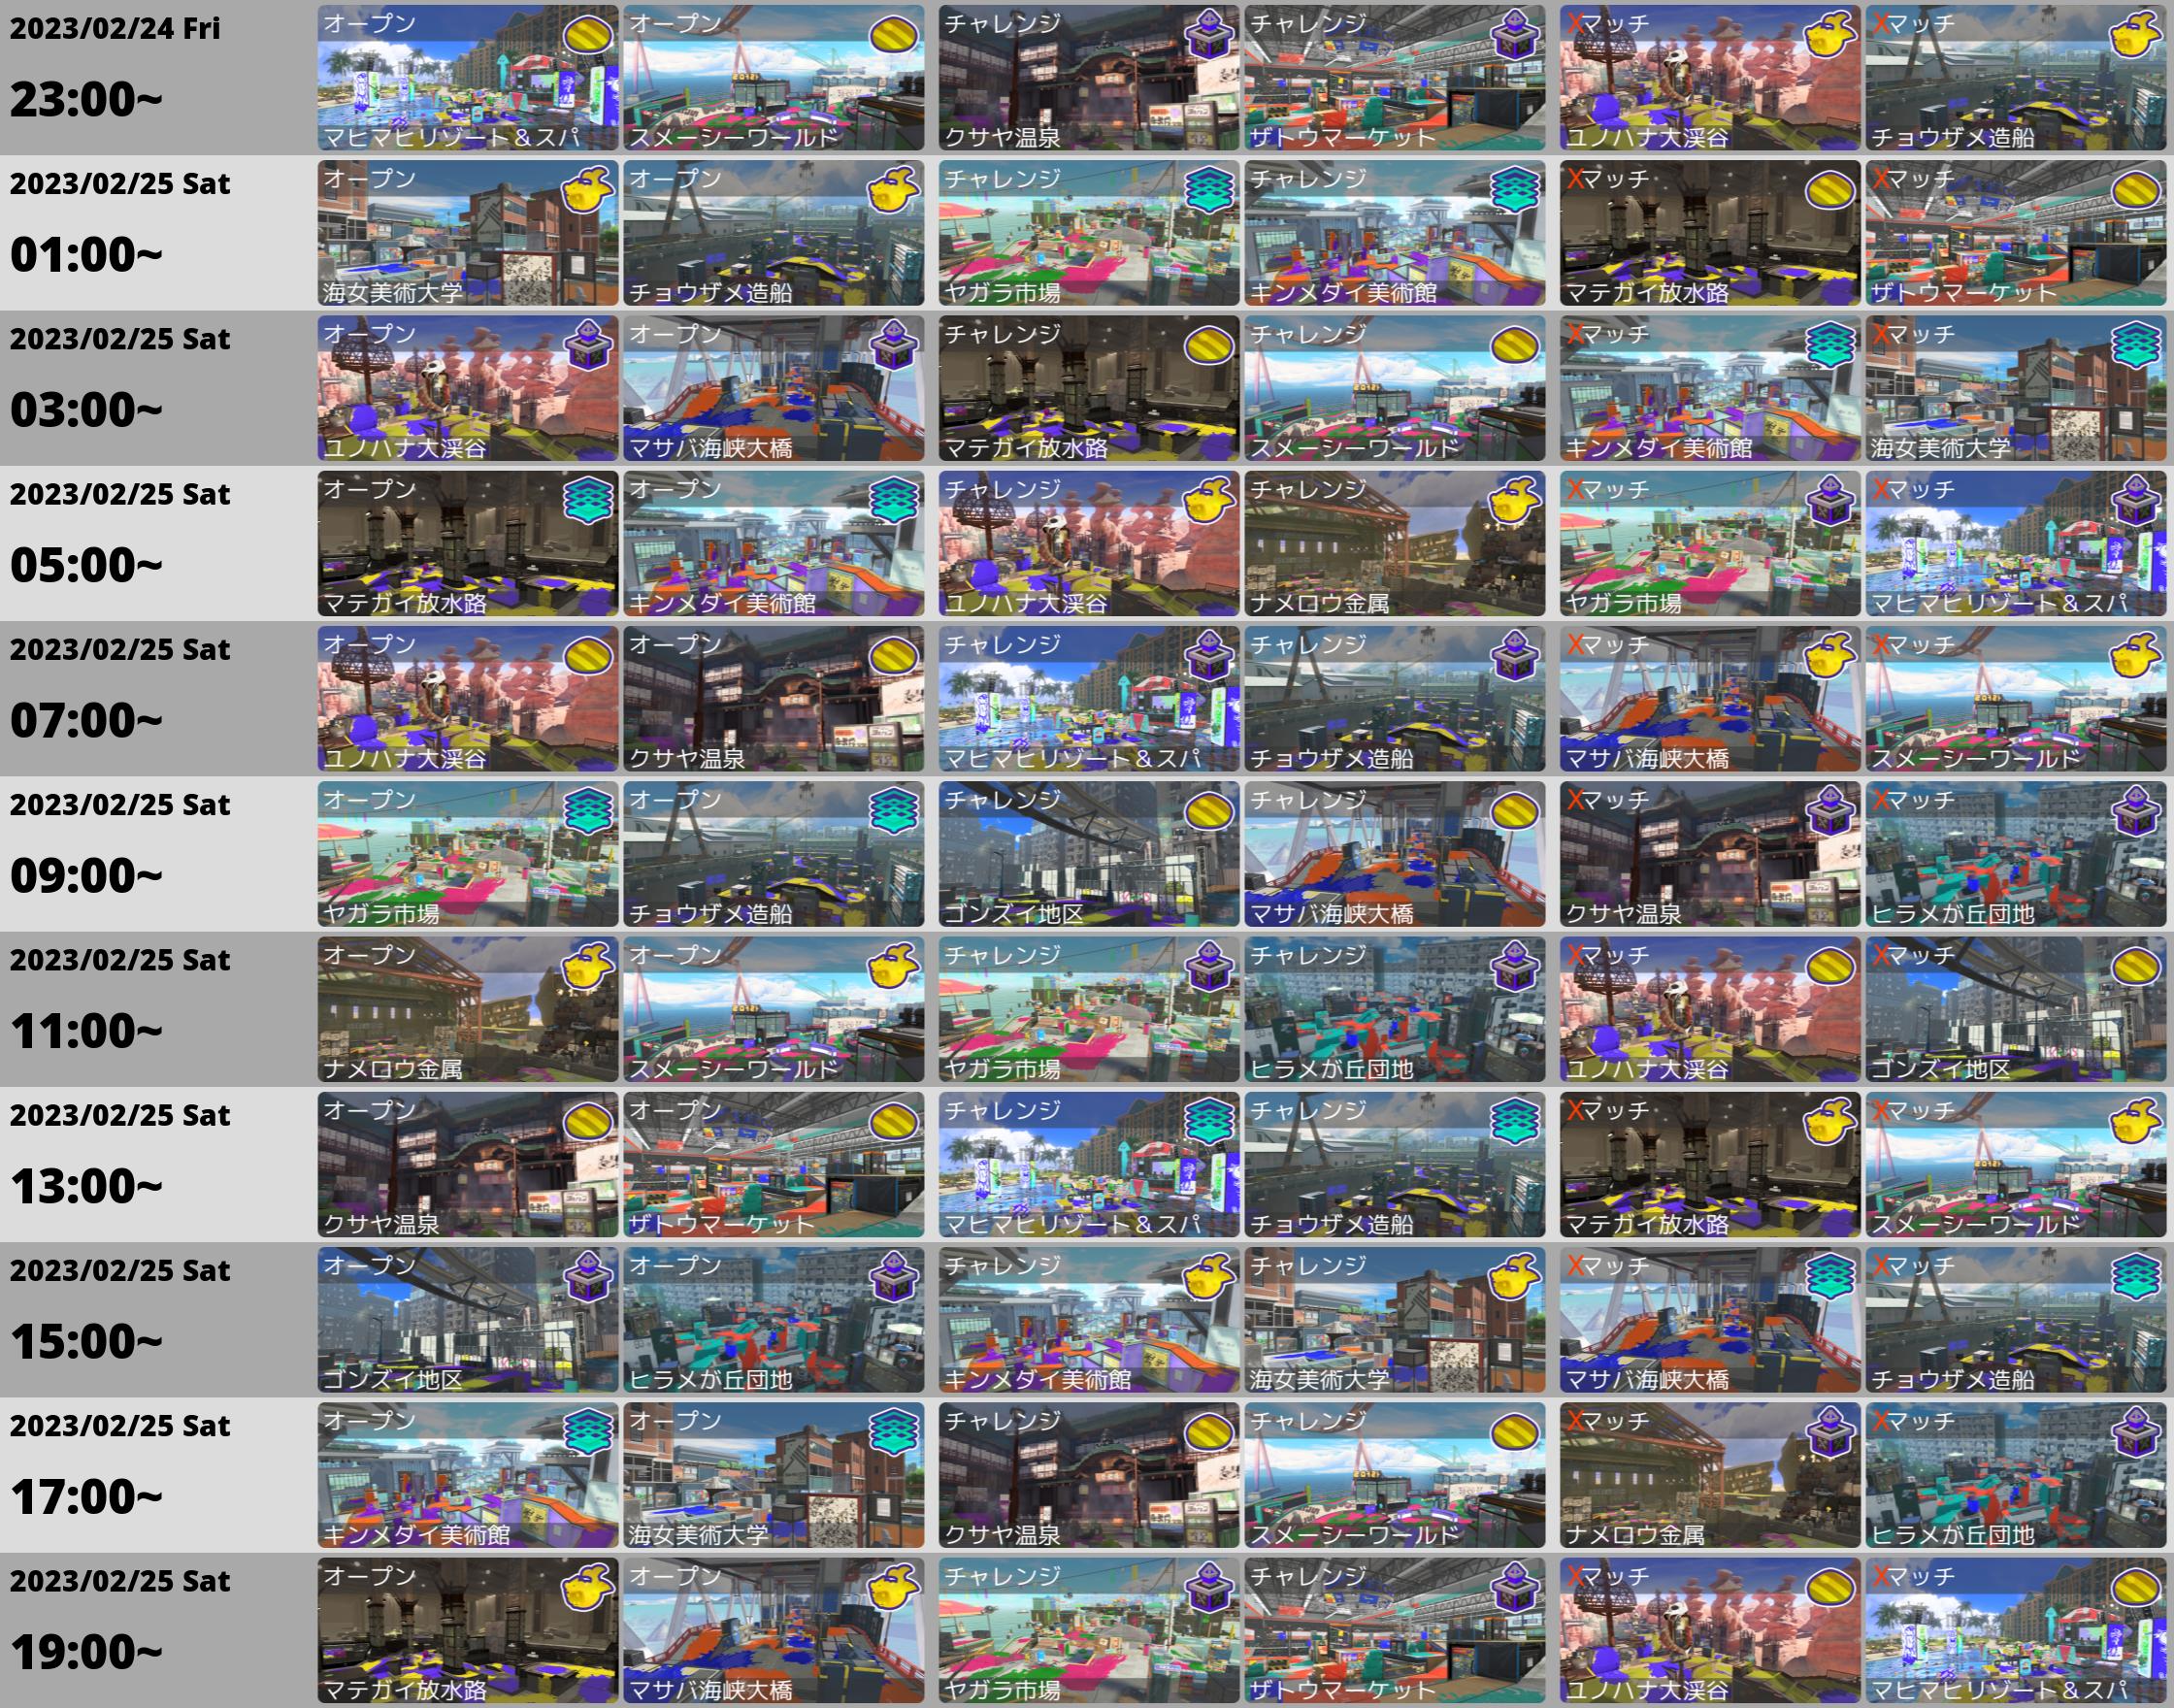 2023/02/24 Fri
23:00~
オープン オープン チャレンジ チャレンジ Xマッチ Xマッチ
マヒマヒリゾート＆スパ スメーシーワールド クサヤ温泉 ザトウマーケット ユノハナ大渓谷 チョウザメ造船
2023/02/25 Sat
01:00~
オープン オープン チャレンジ チャレンジ Xマッチ Xマッチ
海女美術大学 チョウザメ造船 ヤガラ市場 キンメダイ美術館 マテガイ放水路 ザトウマーケット
2023/02/25 Sat
03:00~
オープン オープン チャレンジ チャレンジ Xマッチ Xマッチ
ユノハナ大渓谷 マサバ海峡大橋 マテガイ放水路 スメーシーワールド キンメダイ美術館 海女美術大学
2023/02/25 Sat
05:00~
オープン オープン チャレンジ チャレンジ Xマッチ Xマッチ
マテガイ放水路 キンメダイ美術館 ユノハナ大渓谷 ナメロウ金属 ヤガラ市場 マヒマヒリゾート＆スパ
2023/02/25 Sat
07:00~
オープン オープン チャレンジ チャレンジ Xマッチ Xマッチ
ユノハナ大渓谷 クサヤ温泉 マヒマヒリゾート＆スパ チョウザメ造船 マサバ海峡大橋 スメーシーワールド
2023/02/25 Sat
09:00~
オープン オープン チャレンジ チャレンジ Xマッチ Xマッチ
ヤガラ市場 チョウザメ造船 ゴンズイ地区 マサバ海峡大橋 クサヤ温泉 ヒラメが丘団地
2023/02/25 Sat
11:00~
オープン オープン チャレンジ チャレンジ Xマッチ Xマッチ
ナメロウ金属 スメーシーワールド ヤガラ市場 ヒラメが丘団地 ユノハナ大渓谷 ゴンズイ地区
2023/02/25 Sat
13:00~
オープン オープン チャレンジ チャレンジ Xマッチ Xマッチ
クサヤ温泉 ザトウマーケット マヒマヒリゾート＆スパ チョウザメ造船 マテガイ放水路 スメーシーワールド
2023/02/25 Sat
15:00~
オープン オープン チャレンジ チャレンジ Xマッチ Xマッチ
ゴンズイ地区 ヒラメが丘団地 キンメダイ美術館 海女美術大学 マサバ海峡大橋 チョウザメ造船
2023/02/25 Sat
17:00~
オープン オープン チャレンジ チャレンジ Xマッチ Xマッチ
キンメダイ美術館 海女美術大学 クサヤ温泉 スメーシーワールド ナメロウ金属 ヒラメが丘団地
2023/02/25 Sat
19:00~
オープン オープン チャレンジ チャレンジ Xマッチ Xマッチ
マテガイ放水路 マサバ海峡大橋 ヤガラ市場 ザトウマーケット ユノハナ大渓谷 マヒマヒリゾート＆スパ